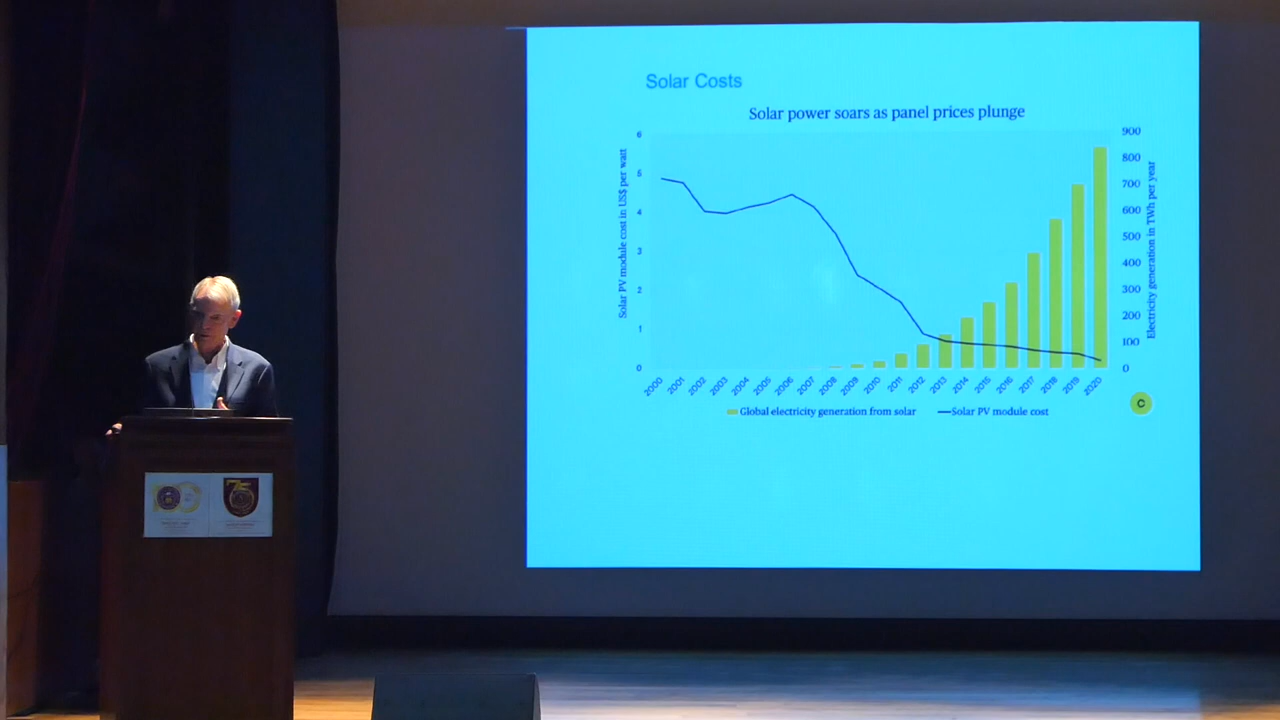 Solar Costs
Solar power soars as panel prices plunge
Solar PV module cost in US$ per watt
6
5
4
3
2
1
0
900
800
700
600
500
400
300
200
100
0
Electricity generation in TWh per year
2000 2001 2002 2003 2004 2005 2006 2007 2008 2009 2010 2011 2012 2013 2014 2015 2016 2017 2018 2019 2020
Global electricity generation from solar Solar PV module cost
C
75